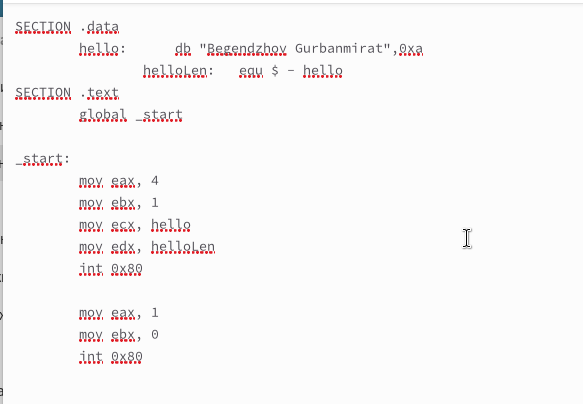 SECTION .data
hello: db "Begendzhov Gurbanmirat",0xa
helloLen: equ $ - hello
SECTION .text
global _start
_start:
mov eax, 4
mov ebx, 1
mov ecx, hello
mov edx, helloLen
int 0x80
mov eax, 1
mov ebx, 0
int 0x80